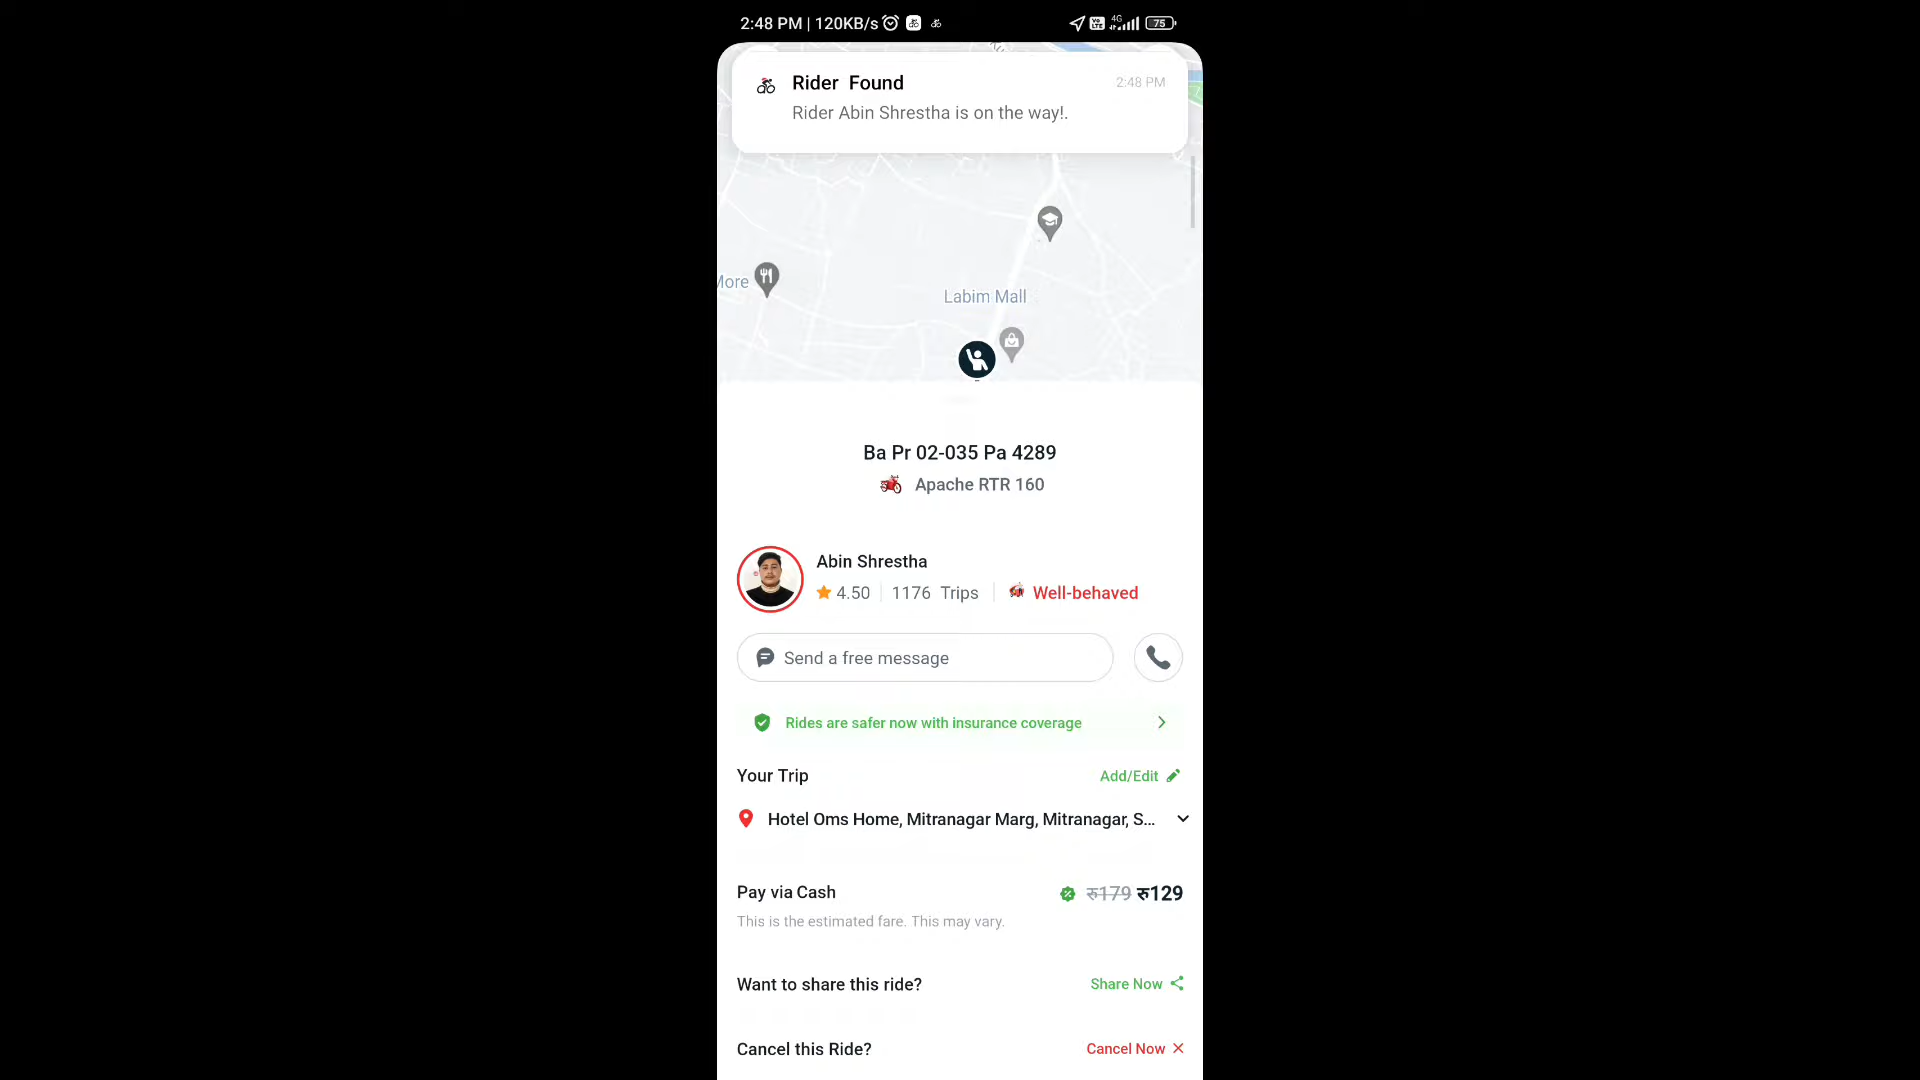 2:48 PM | 120KB/s
4G
Vo LTE
75
Rider Found
2:48 PM
Rider Abin Shrestha is on the way!.
More
Labim Mall
Ba Pr 02-035 Pa 4289
Apache RTR 160
Abin Shrestha
4.50 | 1176 Trips | Well-behaved
Send a free message
Rides are safer now with insurance coverage
Your Trip
Add/Edit
Hotel Oms Home, Mitranagar Marg, Mitranagar, S...
Pay via Cash
रु179 रु129
This is the estimated fare. This may vary.
Want to share this ride?
Share Now
Cancel this Ride?
Cancel Now